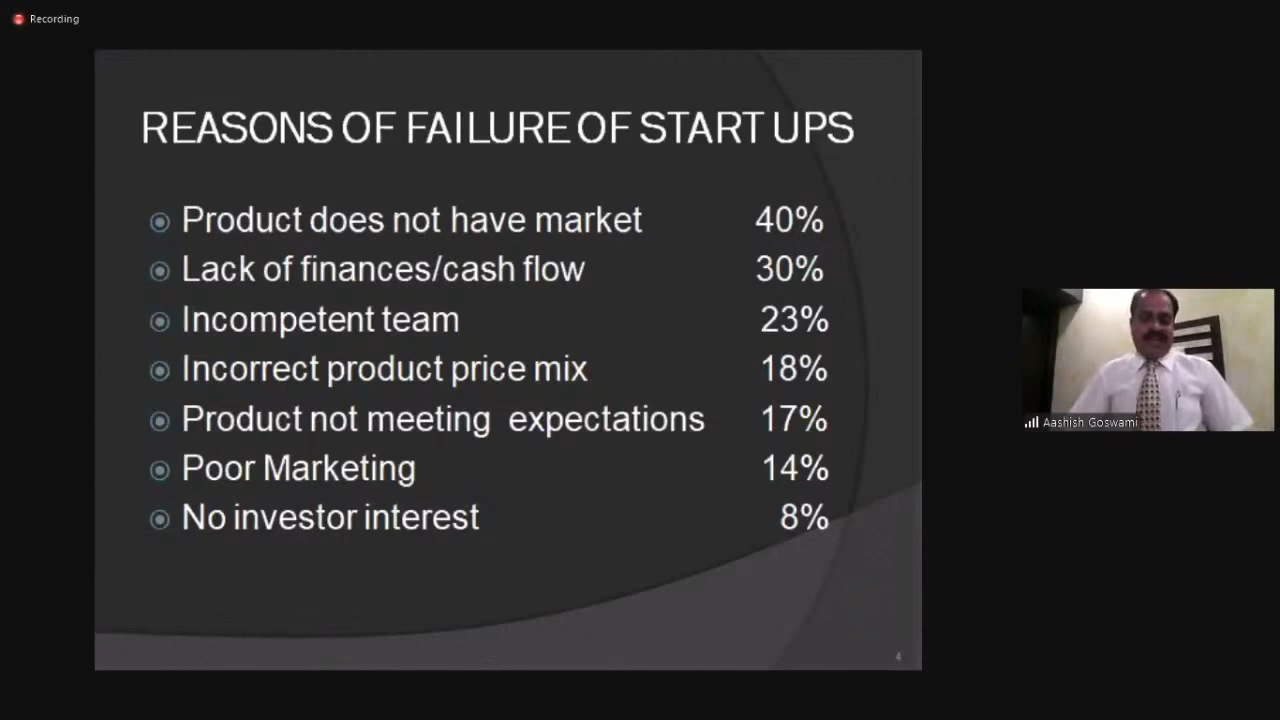 Recording
REASONS OF FAILURE OF START UPS
Product does not have market 40%
Lack of finances/cash flow 30%
Incompetent team 23%
Incorrect product price mix 18%
Product not meeting expectations 17%
Poor Marketing 14%
No investor interest 8%
4
Aashish Goswami